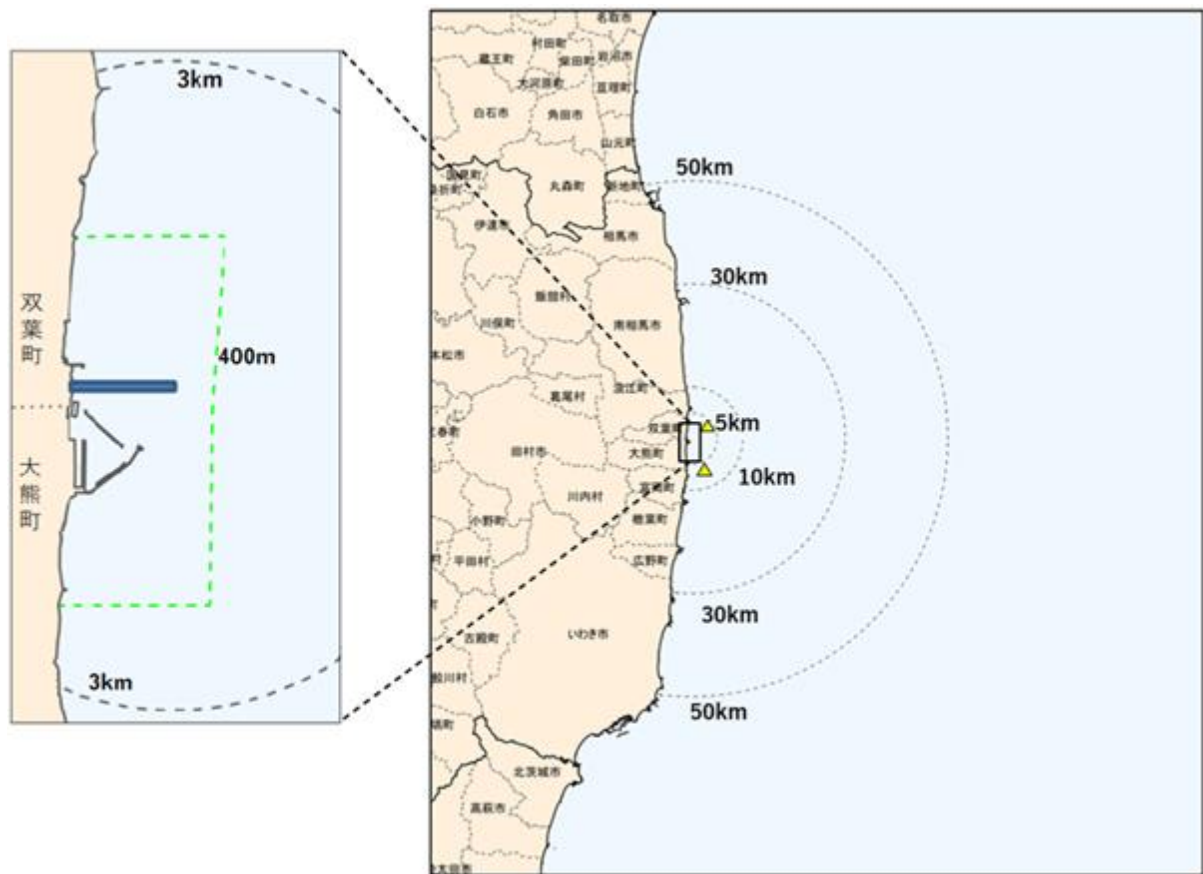 3km
双葉町
400m
大熊町
3km
名取市
村田町
岩沼市
蔵王町
柴田町
大河原町
亘理町
白石市
角田市
山元町
50km
丸森町
新地町
伊達市
相馬市
30km
飯舘村
川俣町
南相馬市
本松市
浪江町
葛尾村
双葉町
5km
田村市
大熊町
10km
富岡町
川内村
小野町
楢葉町
平田村
広野町
30km
古殿町
いわき市
50km
北茨城市
高萩市